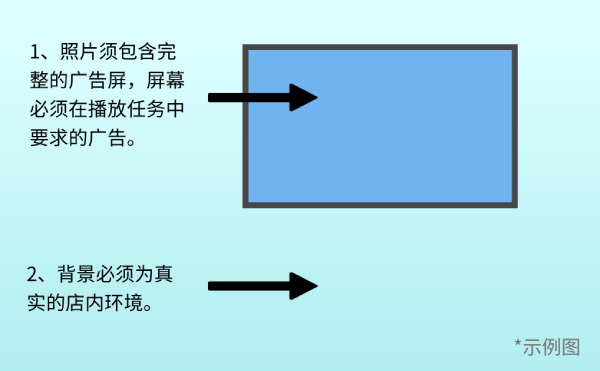 1、照片须包含完
整的广告屏，屏幕
必须在播放任务中
要求的广告。
2、背景必须为真
实的店内环境。
*示例图